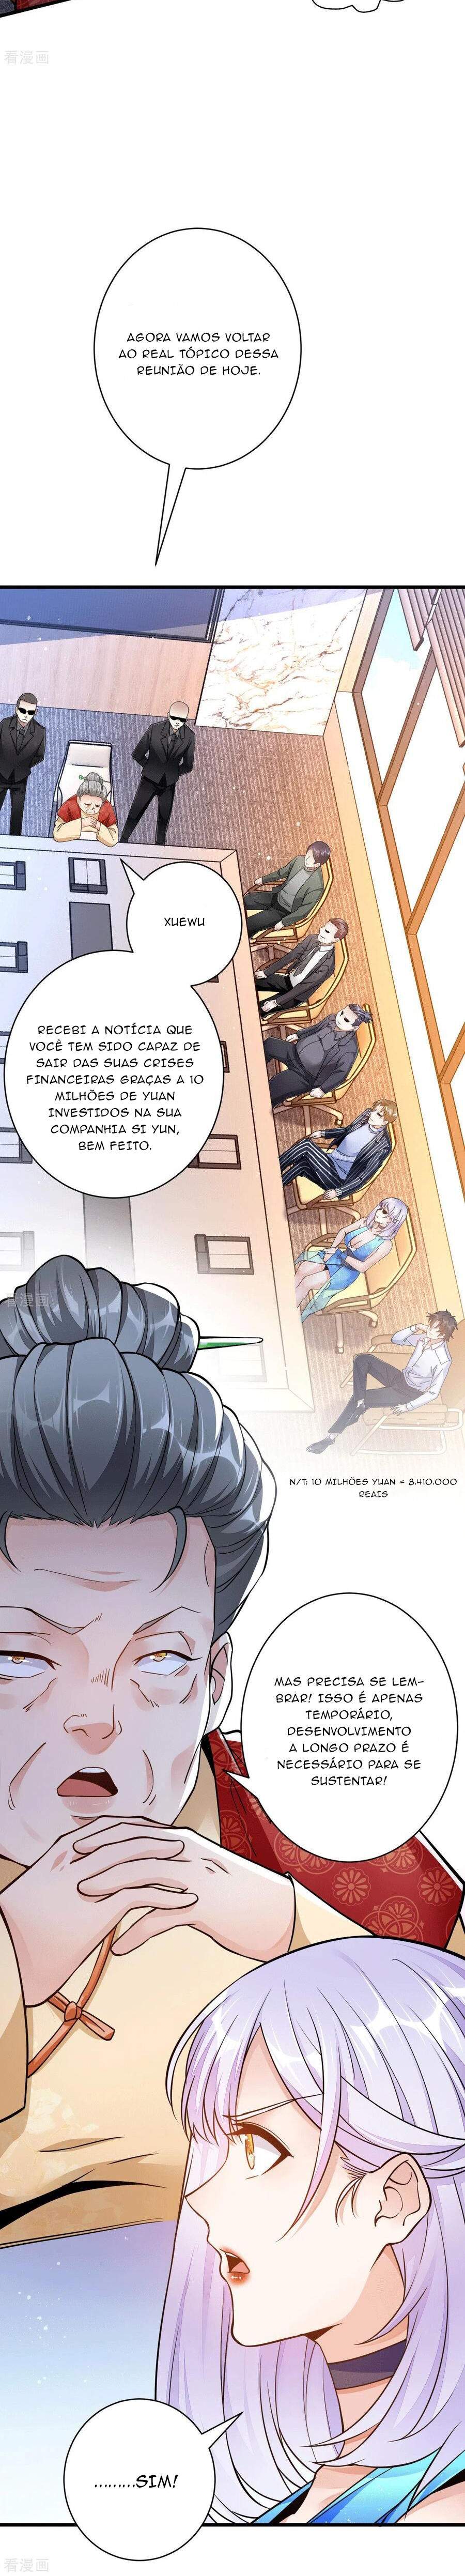 看漫画
AGORA VAMOS VOLTAR
AO REAL TÓPICO DESSA
REUNIÃO DE HOJE.
XUEWU
RECEBI A NOTÍCIA QUE
VOCÊ TEM SIDO CAPAZ DE
SAIR DAS SUAS CRISES
FINANCEIRAS GRAÇAS A 10
MILHÕES DE YUAN
INVESTIDOS NA SUA
COMPANHIA SI YUN,
BEM FEITO.
看漫画
N/T: 10 MILHÕES YUAN = 8.410.000
REAIS
MAS PRECISA SE LEM-
BRAR! ISSO É APENAS
TEMPORÁRIO,
DESENVOLVIMENTO
A LONGO PRAZO É
NECESSÁRIO PARA SE
SUSTENTAR!
.........SIM!
看漫画